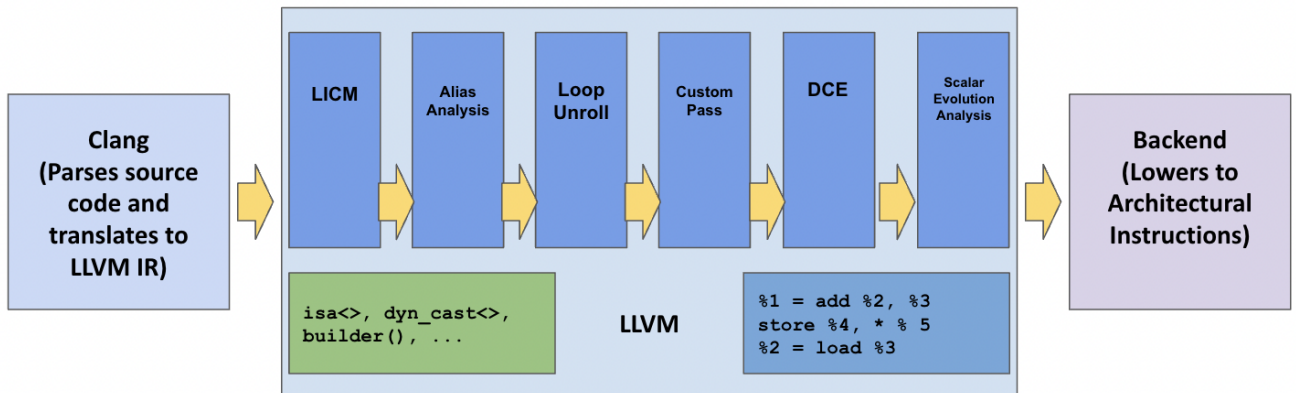 Clang
(Parses source
code and
translates to
LLVM IR)
LICM
Alias
Analysis
Loop
Unroll
Custom
Pass
DCE
Scalar
Evolution
Analysis
isa<>, dyn_cast<>,
builder(), ...
LLVM
%1 = add %2, %3
store %4, * % 5
%2 = load %3
Backend
(Lowers to
Architectural
Instructions)